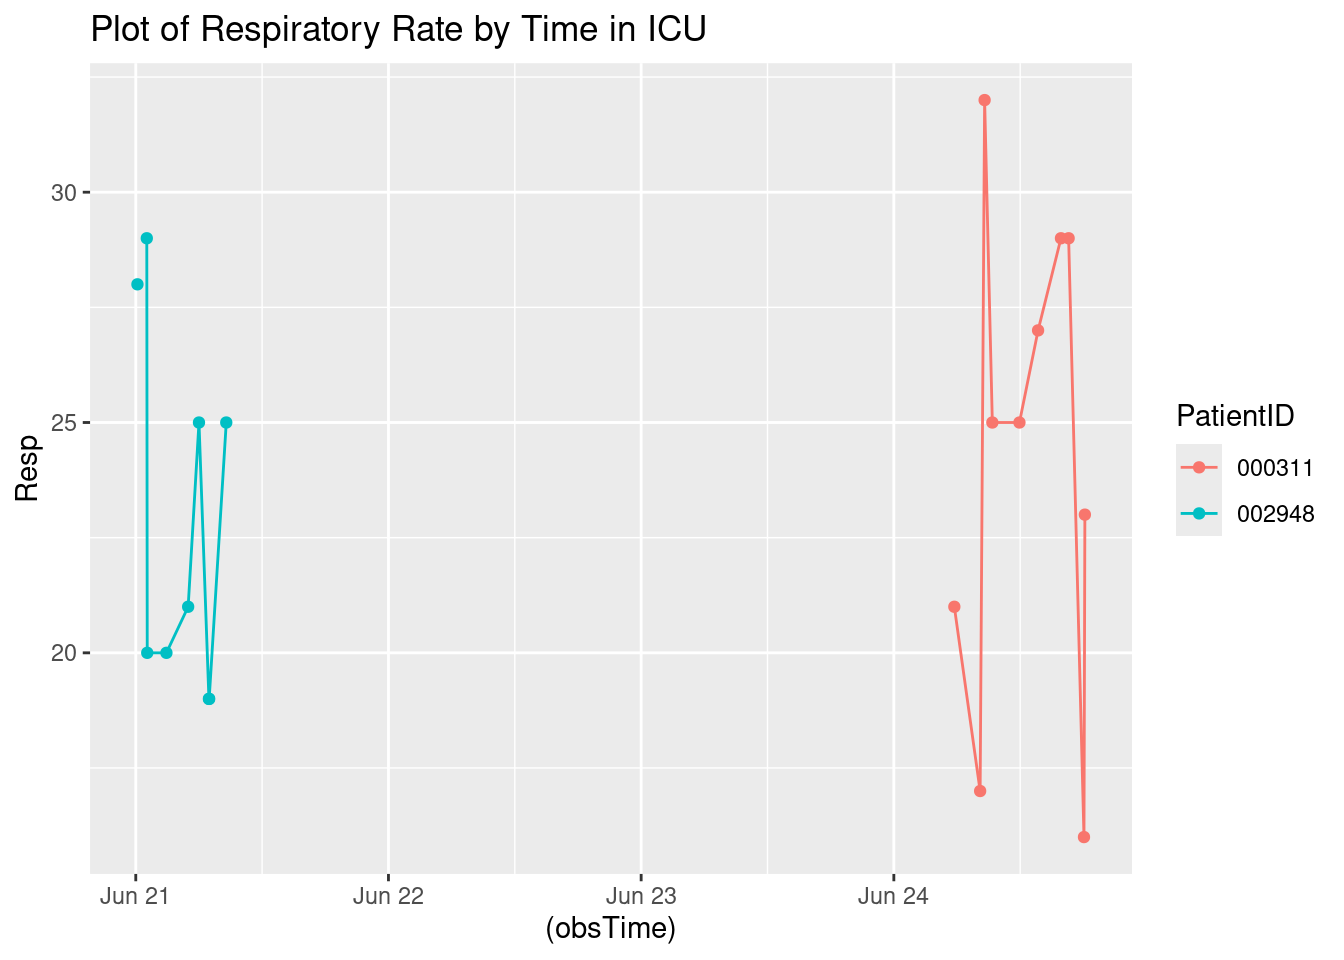 Plot of Respiratory Rate by Time in ICU
30
25
20
Resp
Jun 21
Jun 22
Jun 23
Jun 24
(obsTime)
PatientID
000311
002948